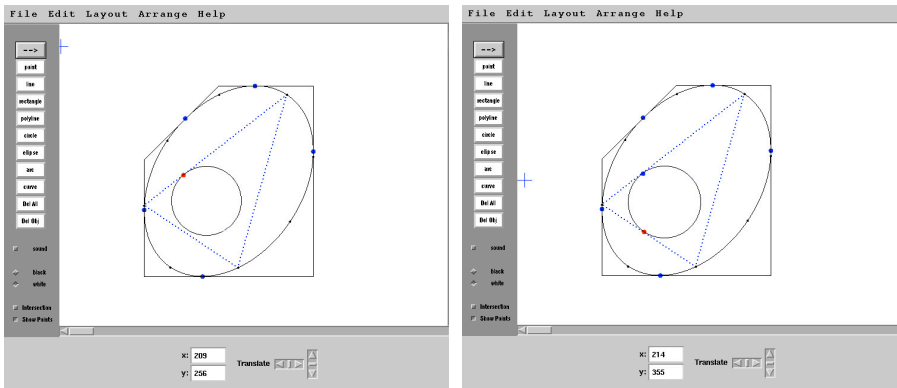 File Edit Layout Arrange Help
-->
point
line
rectangle
polyline
circle
ellipse
arc
curve
Del All
Del Obj
sound
black
white
Intersection
Show Points
x: 209
Translate
y: 256
File Edit Layout Arrange Help
-->
point
line
rectangle
polyline
circle
ellipse
arc
curve
Del All
Del Obj
sound
black
white
Intersection
Show Points
x: 214
Translate
y: 355